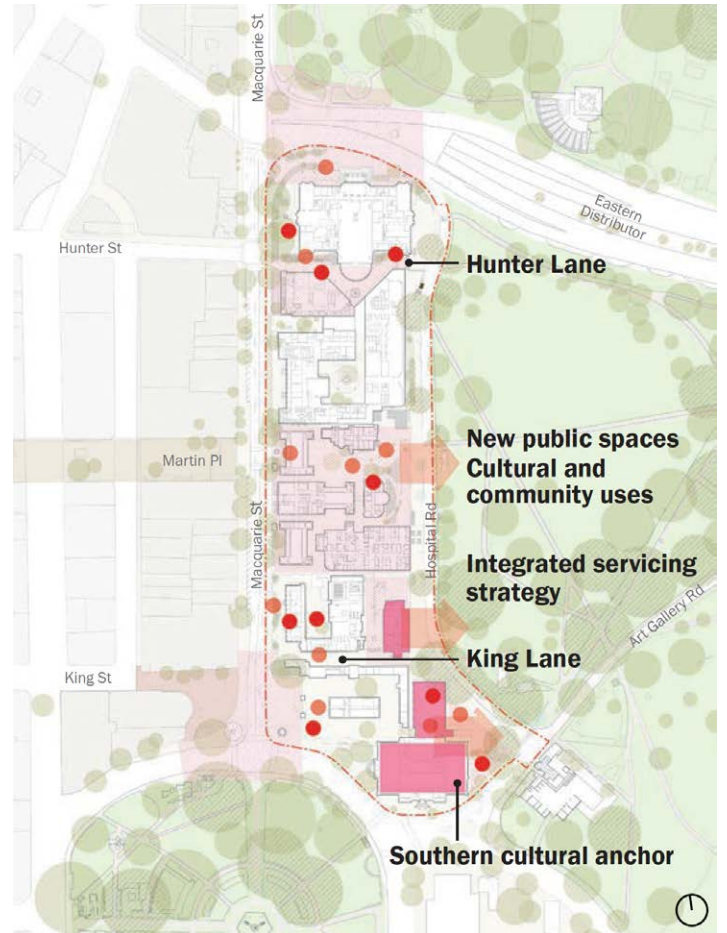 Macquarie St
Eastern
Distributor
Hunter St
Hunter Lane
New public spaces
Cultural and
community uses
Martin Pl
Macquarie St
Hospital Rd
Integrated servicing
strategy
Art Gallery Rd
King Lane
King St
Southern cultural anchor